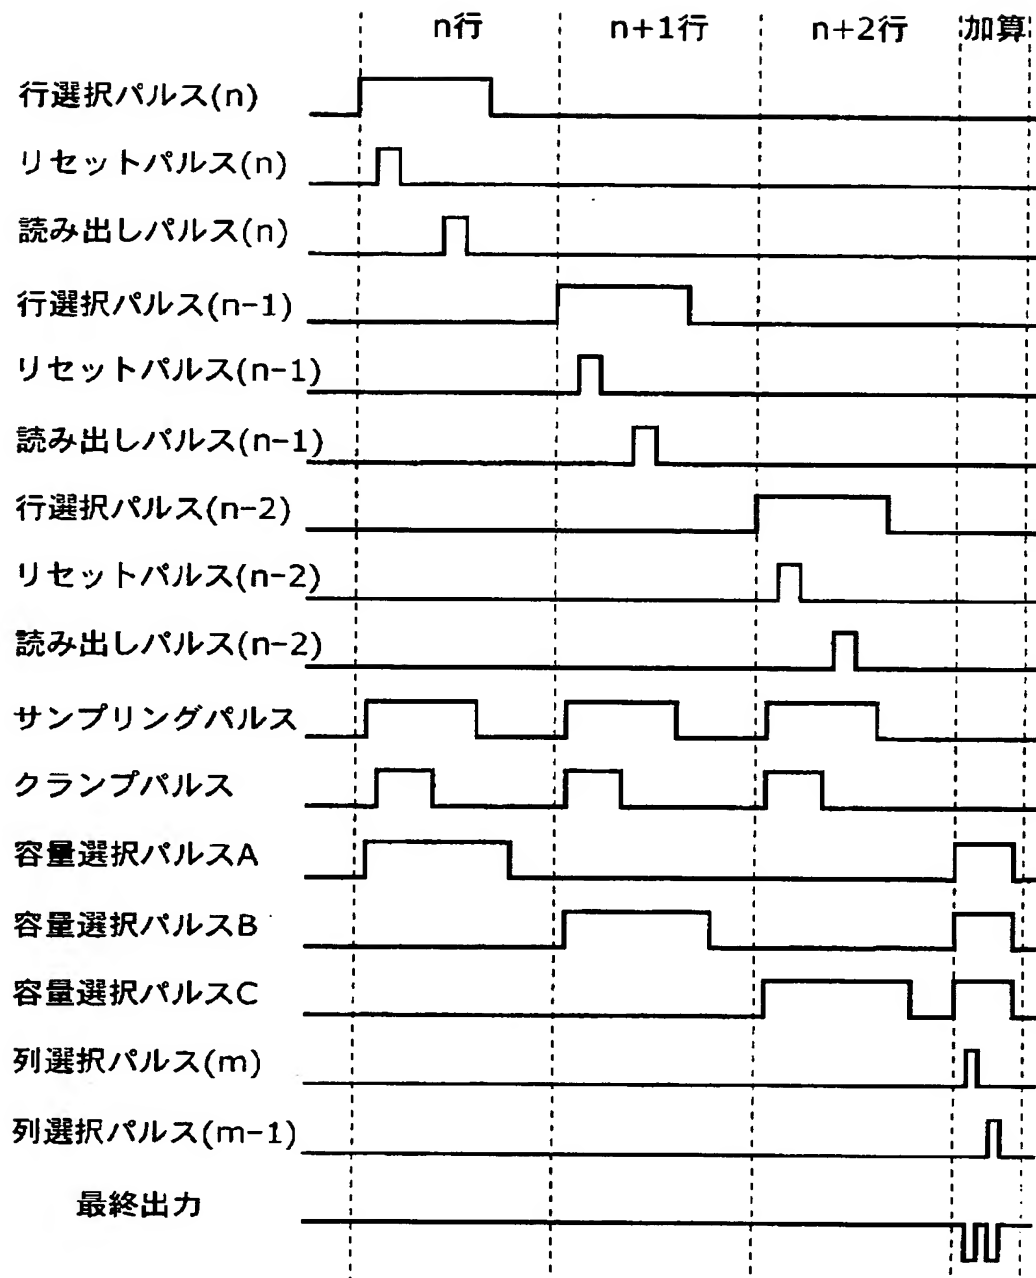 n行 n+1行 n+2行 加算
行選択パルス(n)
リセットパルス(n)
読み出しパルス(n)
行選択パルス(n-1)
リセットパルス(n-1)
読み出しパルス(n-1)
行選択パルス(n-2)
リセットパルス(n-2)
読み出しパルス(n-2)
サンプリングパルス
クランプパルス
容量選択パルスA
容量選択パルスB
容量選択パルスC
列選択パルス(m)
列選択パルス(m-1)
最終出力